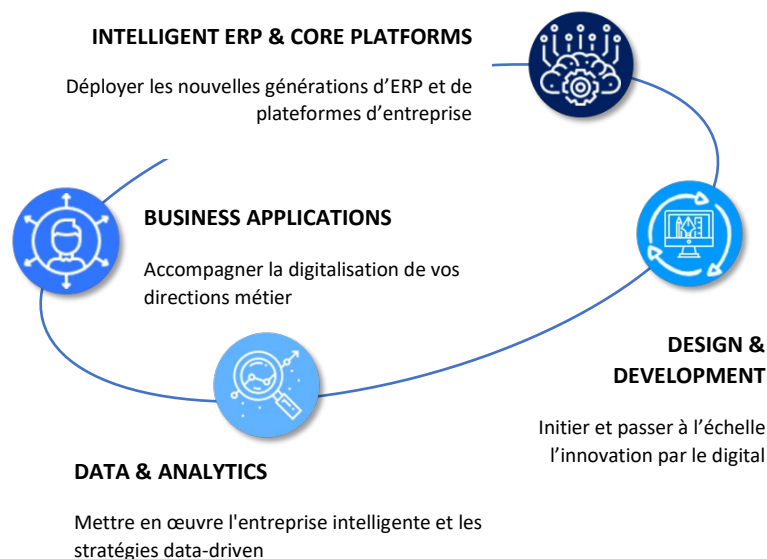 INTELLIGENT ERP & CORE PLATFORMS
Déployer les nouvelles générations d’ERP et de
plateformes d’entreprise
BUSINESS APPLICATIONS
Accompagner la digitalisation de vos
directions métier
DESIGN &
DEVELOPMENT
Initier et passer à l’échelle
l’innovation par le digital
DATA & ANALYTICS
Mettre en œuvre l'entreprise intelligente et les
stratégies data-driven